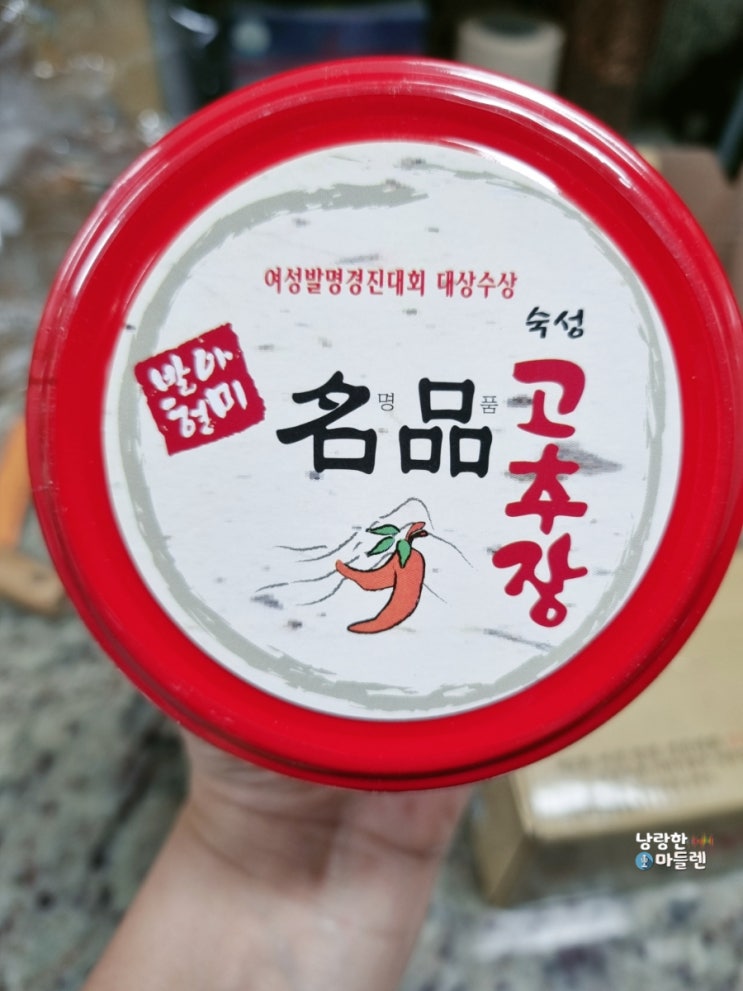 여성발명경진대회 대상수상
숙성
발아
현미
名명品품
고추장
낭랑한
마들렌